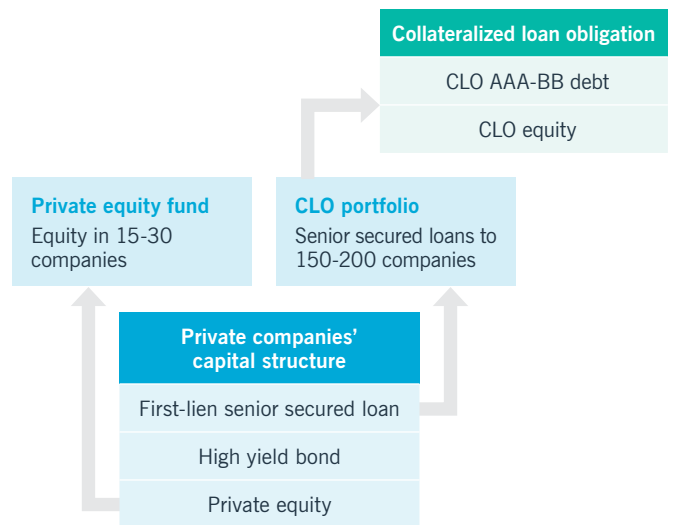 Collateralized loan obligation
CLO AAA-BB debt
CLO equity
Private equity fund
Equity in 15-30
companies
CLO portfolio
Senior secured loans to
150-200 companies
Private companies’
capital structure
First-lien senior secured loan
High yield bond
Private equity